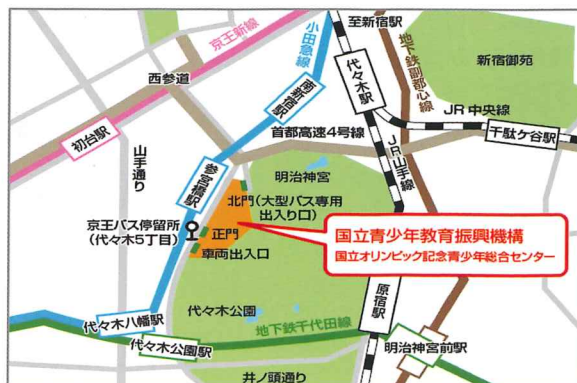 至新宿駅
小田急線
京王新線
新宿御苑
地下鉄副都心線
西参道
代々木駅
南新宿駅
JR中央線
千駄ケ谷駅
初台駅
山手通り
首都高速4号線
JR山手線
参宮橋駅
明治神宮
北門(大型バス専用
出入り口)
京王バス停留所
(代々木5丁目)
正門
車両出入口
国立青少年教育振興機構
国立オリンピック記念青少年総合センター
原宿駅
代々木公園
代々木八幡駅
地下鉄千代田線
代々木公園駅
明治神宮前駅
井ノ頭通り